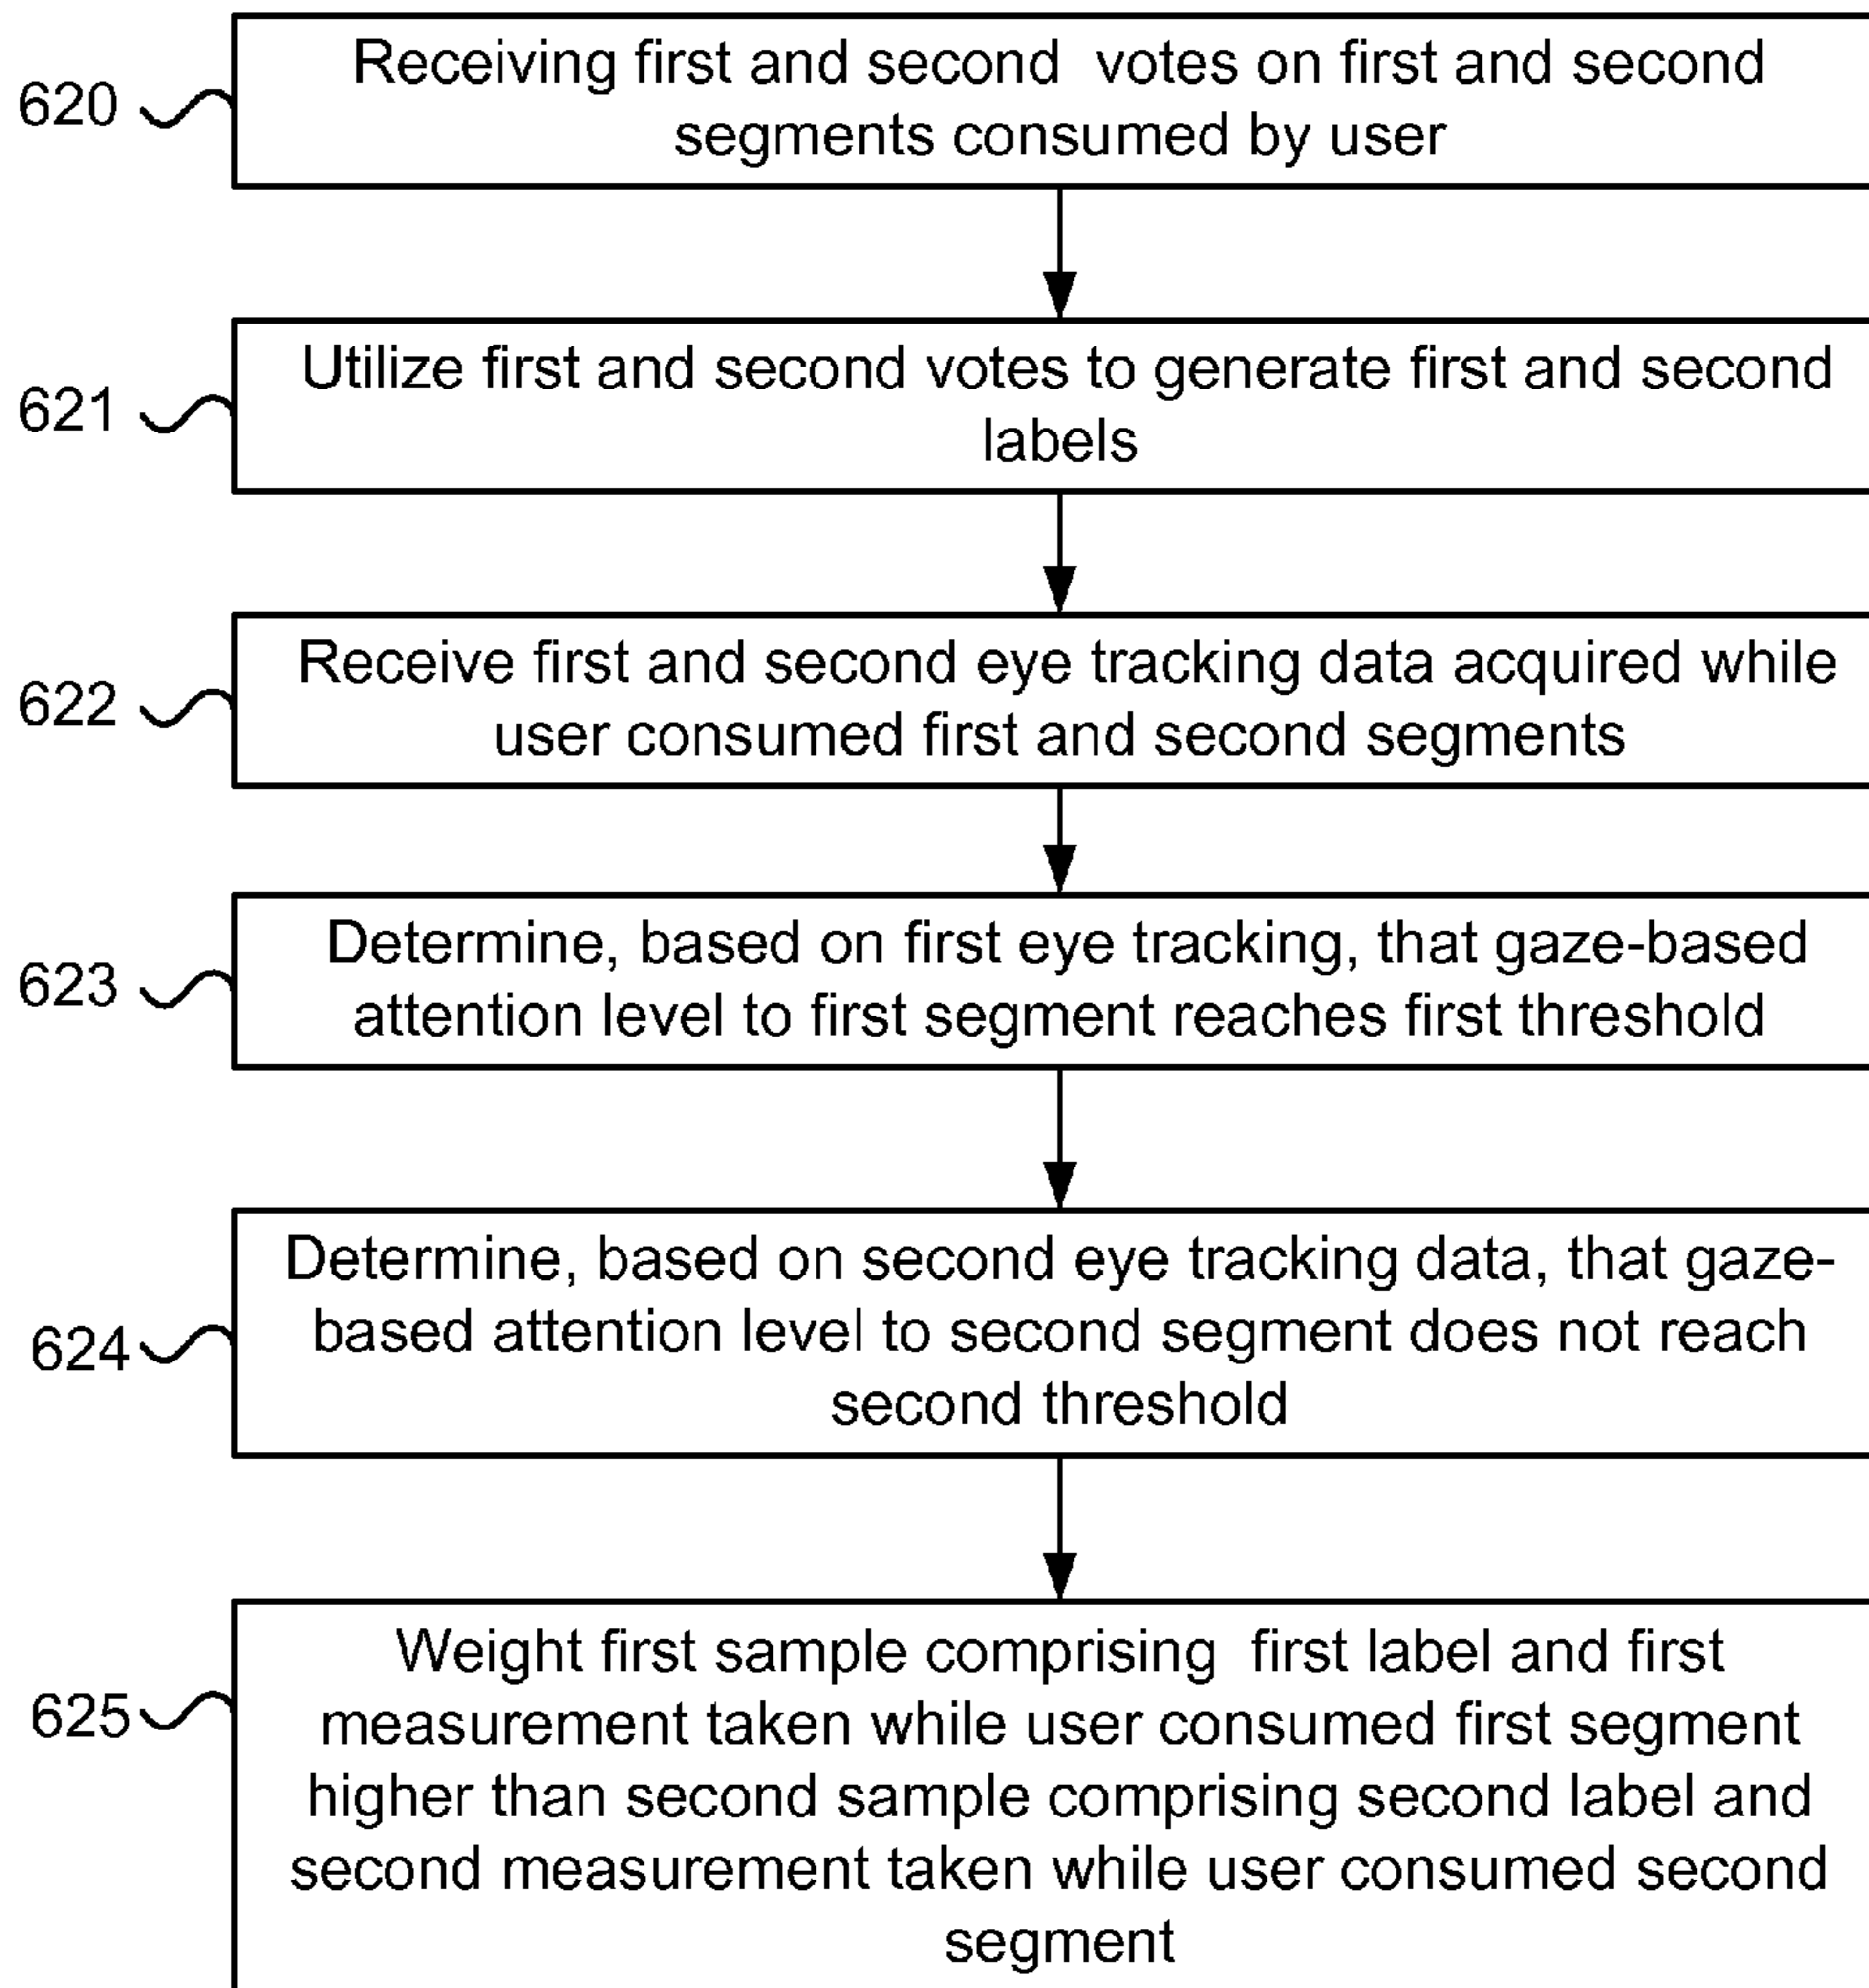 Receiving first and second votes on first and second
620
segments consumed by user
Utilize first and second votes to generate first and second
621
labels
Receive first and second eye tracking data acquired while
622
user consumed first and second segments
Determine, based on first eye tracking, that gaze-based
623
attention level to first segment reaches first threshold
Determine, based on second eye tracking data, that gaze-
based attention level to second segment does not reach
624
second threshold
Weight first sample comprising first label and first
625
measurement taken while user consumed first segment
higher than second sample comprising second label and
second measurement taken while user consumed second
segment